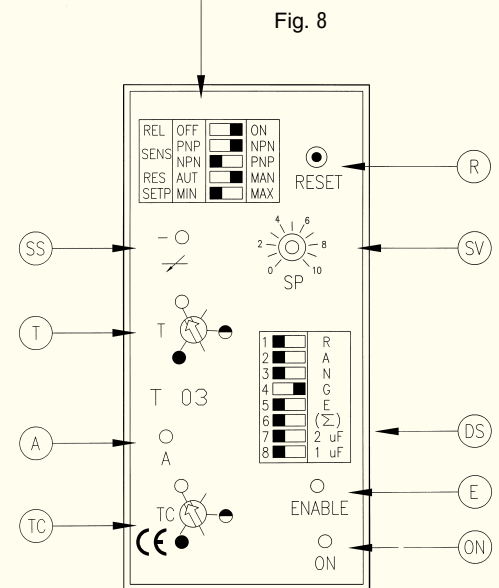 Fig. 8
REL OFF ON
SENS PNP NPN
NPN PNP
RES AUT MAN
SETP MIN MAX
RESET
R
SS
0 2 4 6 8 10
SP
SV
T
T
1 R
2 A
3 N
4 G
5 E
6 (Σ)
7 2 uF
8 1 uF
T 03
DS
A
A
ENABLE
E
TC
TC
CE
ON
ON